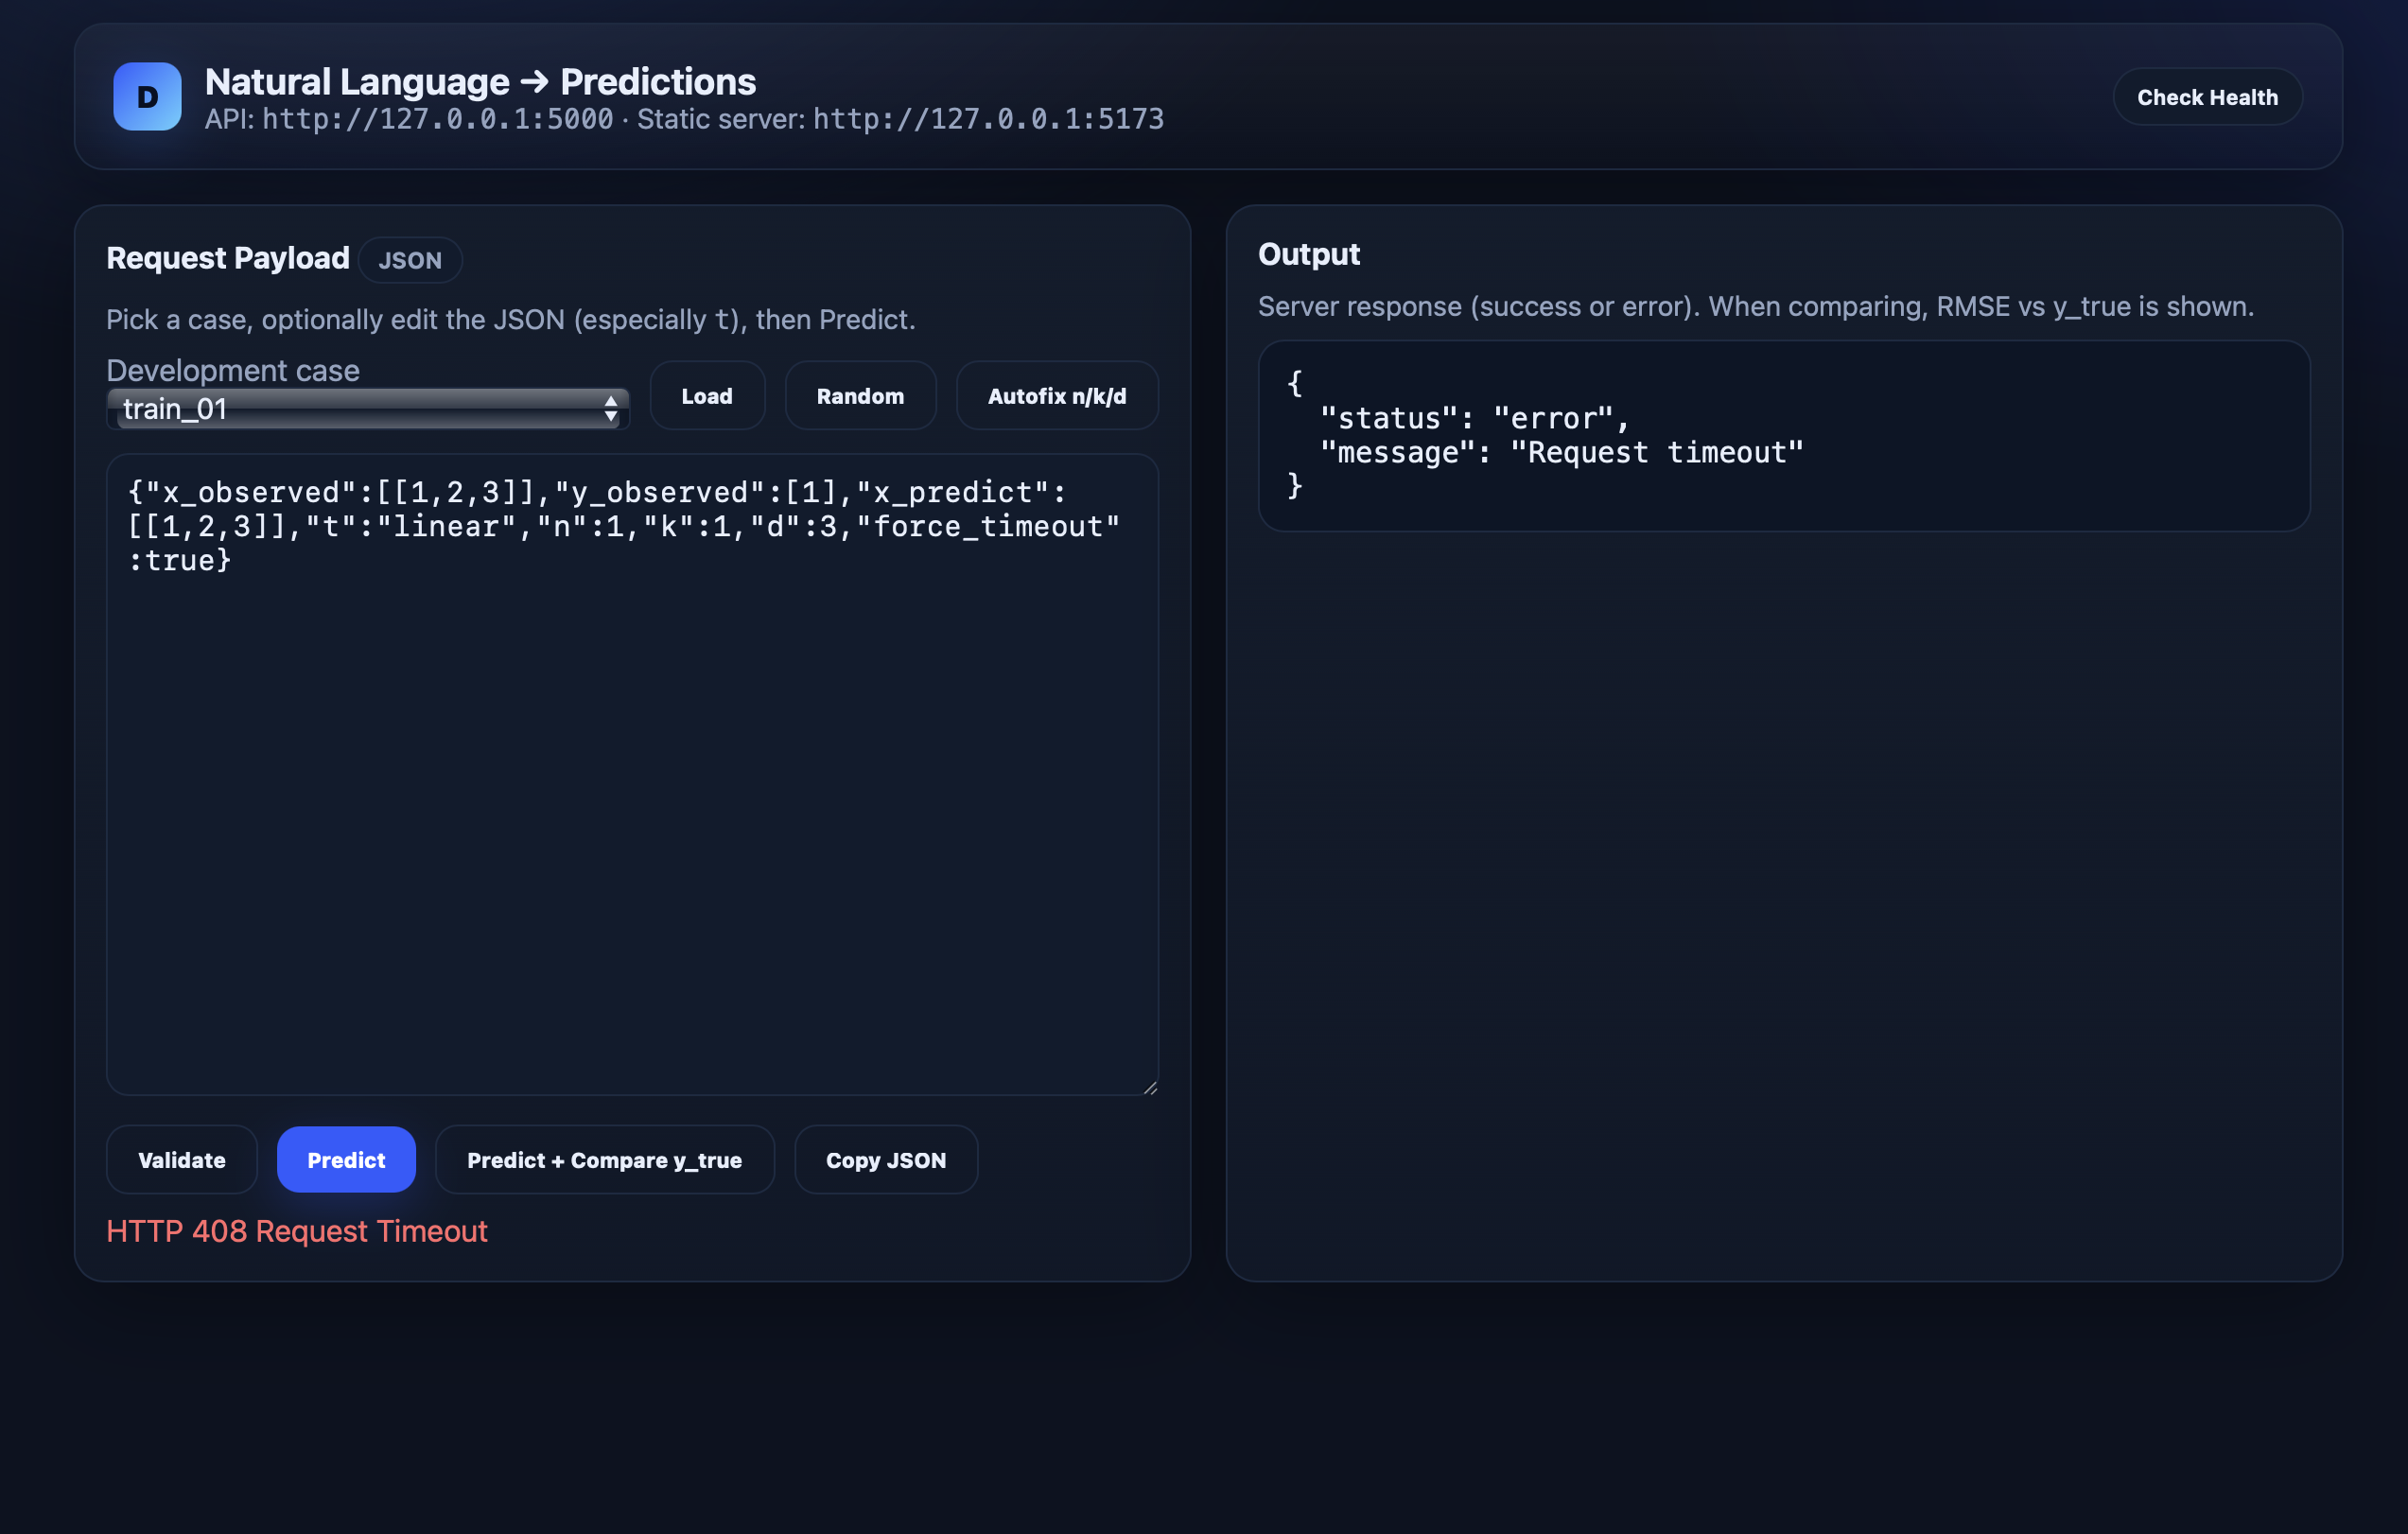 D
Natural Language → Predictions
API: http://127.0.0.1:5000 · Static server: http://127.0.0.1:5173
Check Health
Request Payload JSON
Pick a case, optionally edit the JSON (especially t), then Predict.
Development case
train_01
Load
Random
Autofix n/k/d
{"x_observed":[[1,2,3]],"y_observed":[1],"x_predict":
[[1,2,3]],"t":"linear","n":1,"k":1,"d":3,"force_timeout"
:true}
Validate
Predict
Predict + Compare y_true
Copy JSON
HTTP 408 Request Timeout
Output
Server response (success or error). When comparing, RMSE vs y_true is shown.
{
"status": "error",
"message": "Request timeout"
}